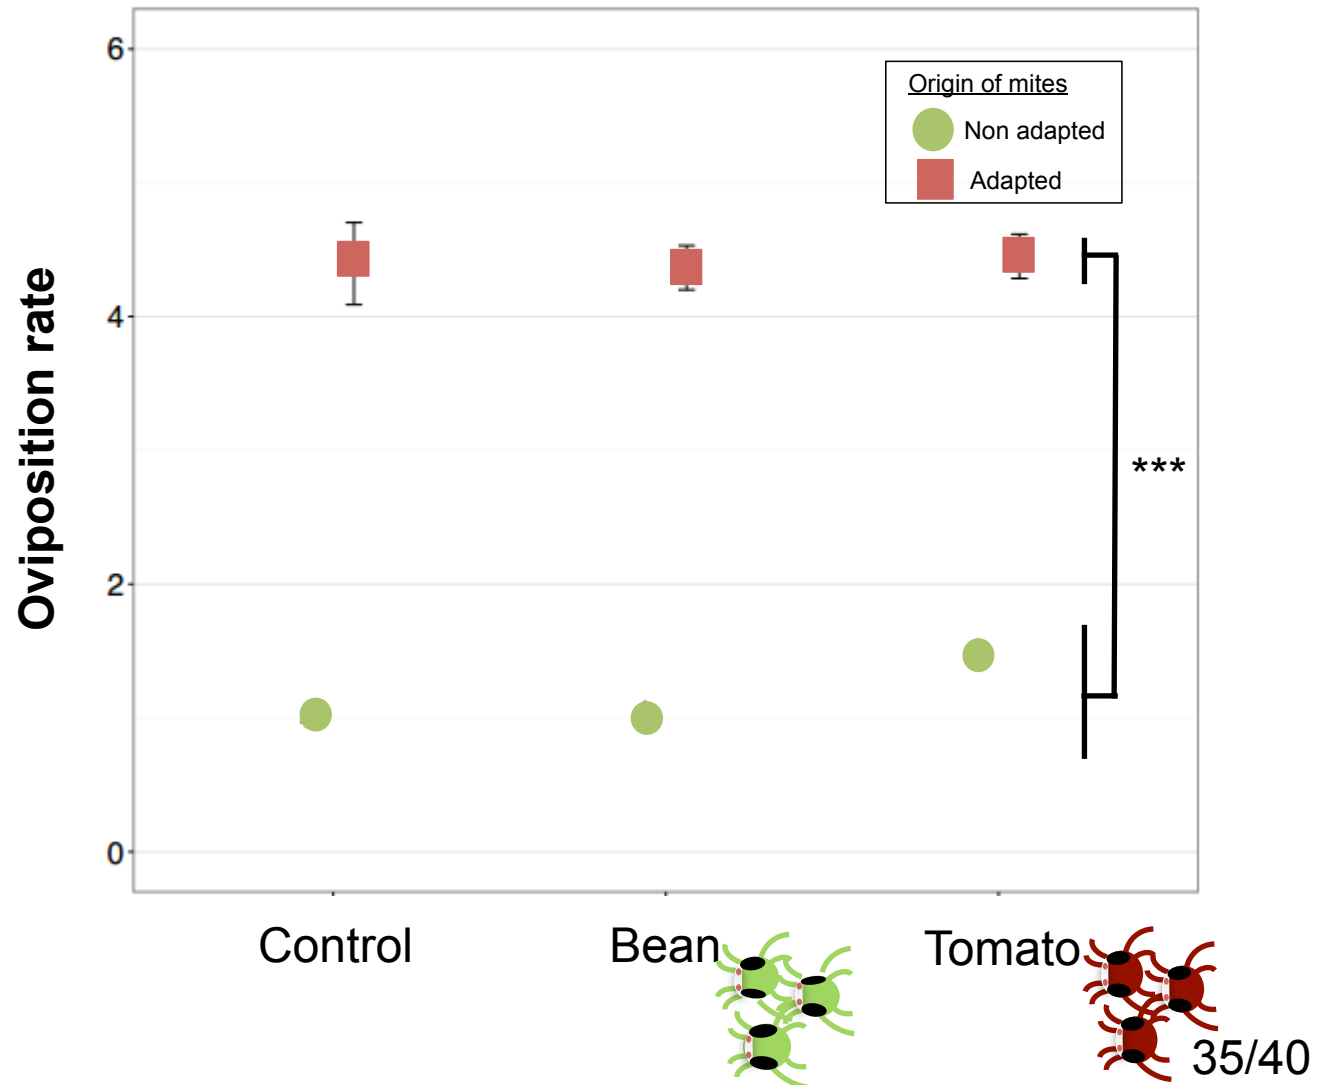 6
Origin of mites
Non adapted
Adapted
4
Oviposition rate
***
2
0
Control
Bean
Tomato
35/40